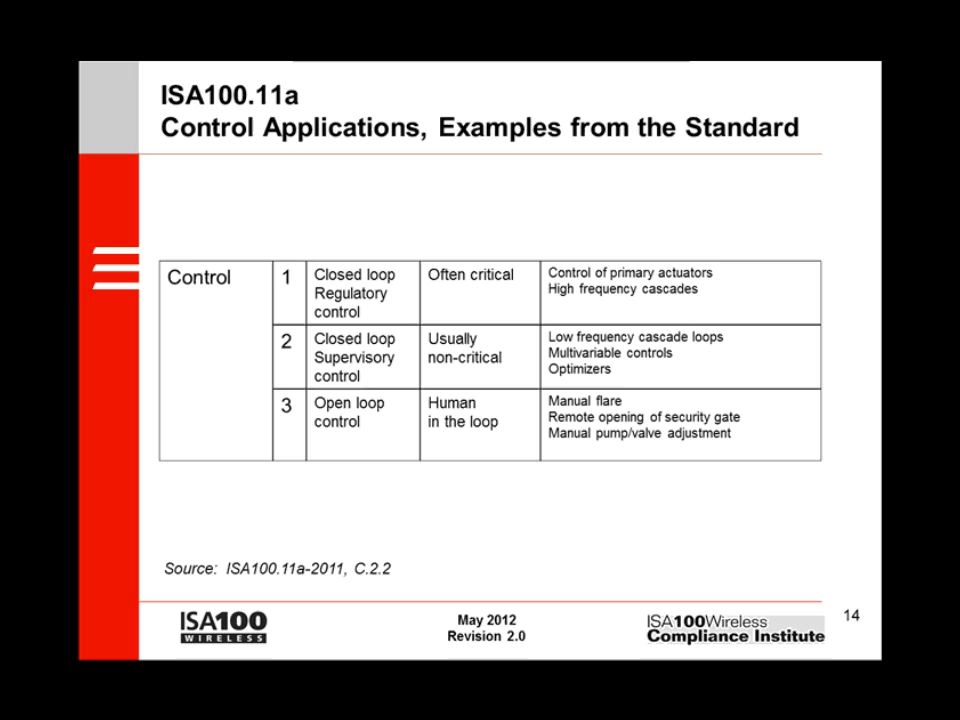 ISA100.11a
Control Applications, Examples from the Standard
Control
1
Closed loop
Regulatory
control
Often critical
Control of primary actuators
High frequency cascades
2
Closed loop
Supervisory
control
Usually
non-critical
Low frequency cascade loops
Multivariable controls
Optimizers
3
Open loop
control
Human
in the loop
Manual flare
Remote opening of security gate
Manual pump/valve adjustment
Source: ISA100.11a-2011, C.2.2
ISA100
WIRELESS
May 2012
Revision 2.0
ISA100Wireless
Compliance Institute
14